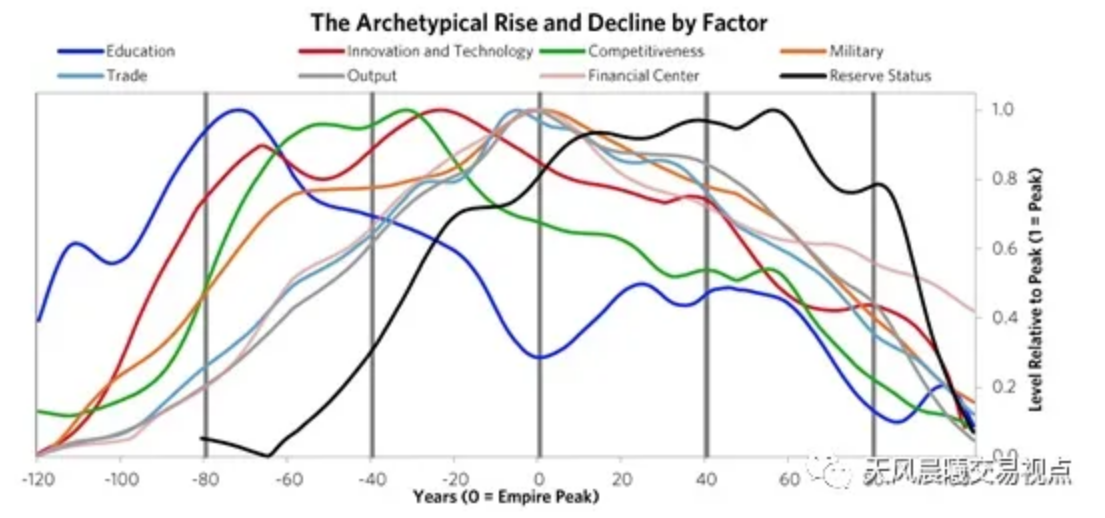 The Archetypical Rise and Decline by Factor
Education Innovation and Technology Competitiveness Military
Trade Output Financial Center Reserve Status
1.0
0.8
0.6
0.4
0.2
Level Relative to Peak (1 = Peak)
-120 -100 -80 -60 -40 -20 0 20 40 60
Years (0 = Empire Peak)
天风晨曦交易视点